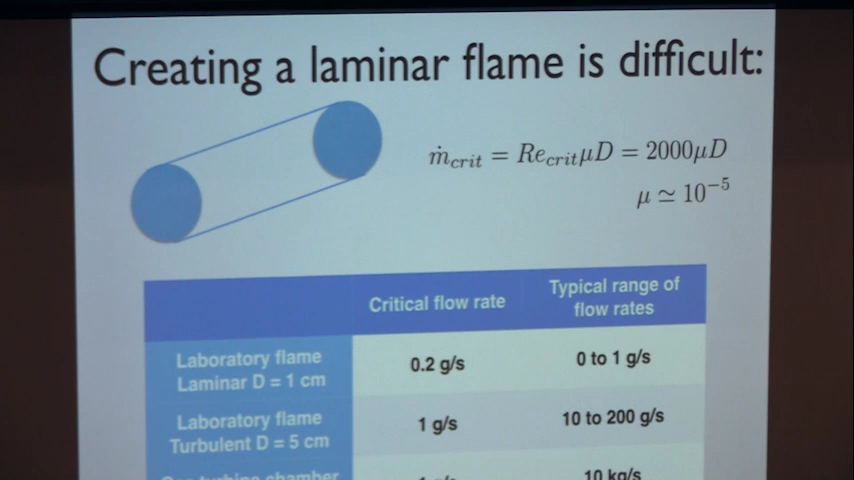 Creating a laminar flame is difficult:
ṁ_crit = Re_crit μD = 2000μD
μ ≃ 10⁻⁵
Critical flow rate
Typical range of
flow rates
Laboratory flame
Laminar D = 1 cm
0.2 g/s
0 to 1 g/s
Laboratory flame
Turbulent D = 5 cm
1 g/s
10 to 200 g/s
chamber
10 kg/s